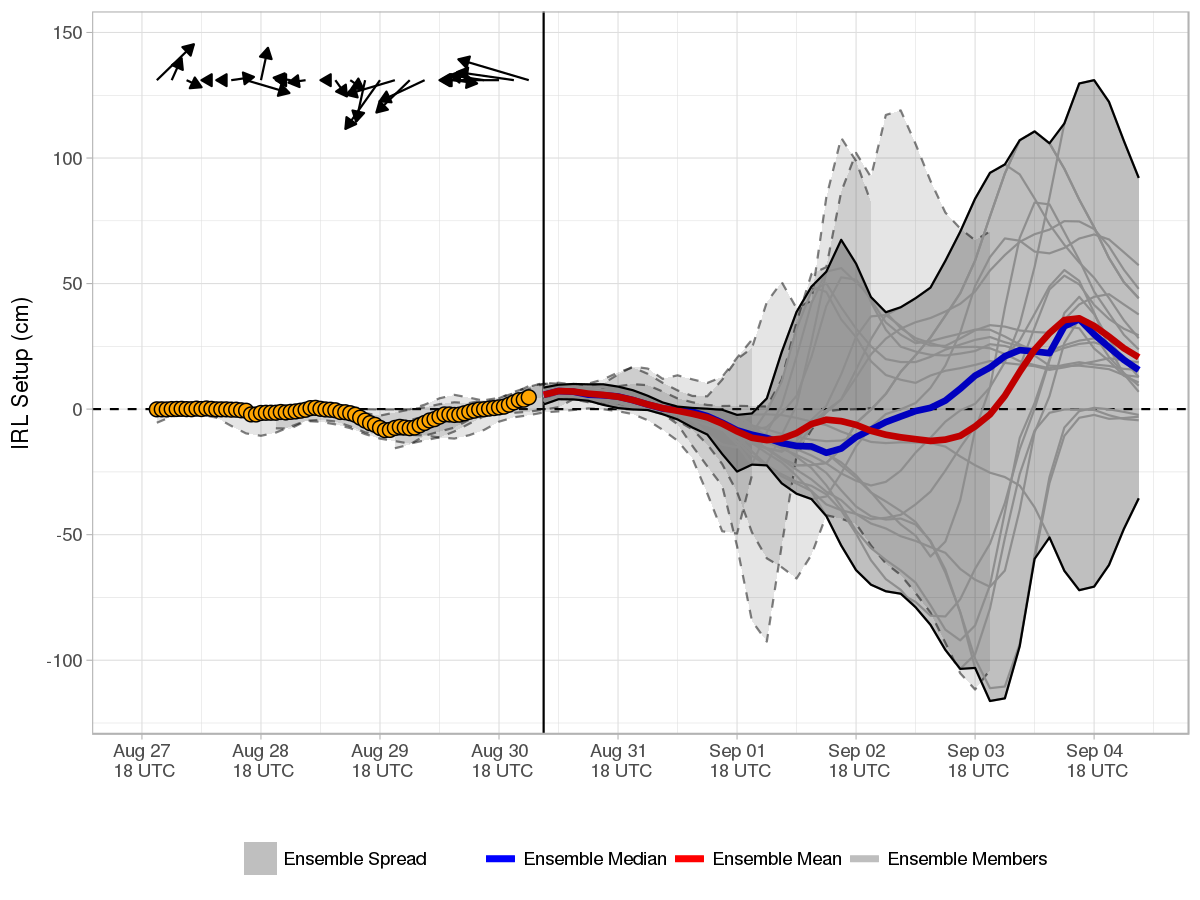 150
100
50
0
-50
-100
IRL Setup (cm)
Aug 27 18 UTC
Aug 28 18 UTC
Aug 29 18 UTC
Aug 30 18 UTC
Aug 31 18 UTC
Sep 01 18 UTC
Sep 02 18 UTC
Sep 03 18 UTC
Sep 04 18 UTC
Ensemble Spread
Ensemble Median
Ensemble Mean
Ensemble Members